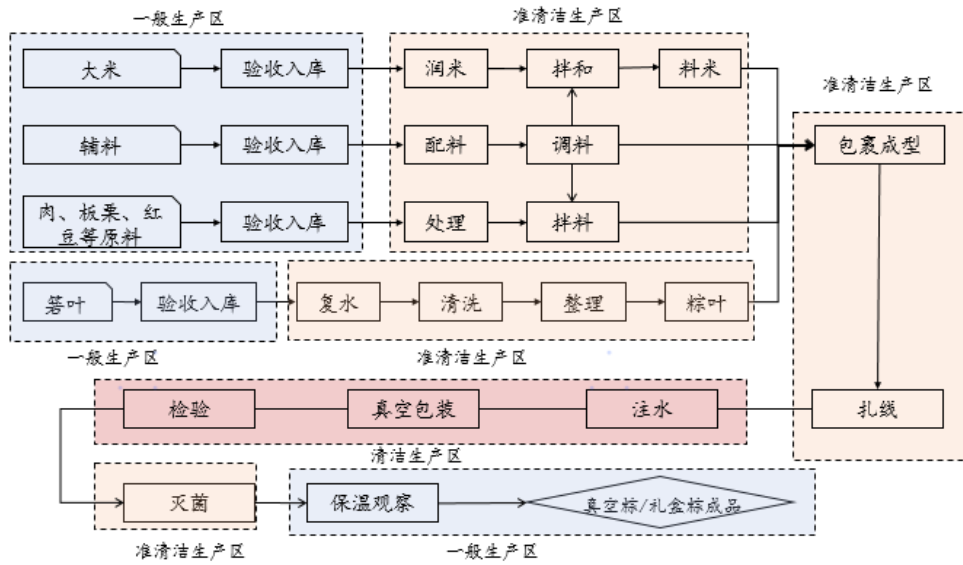 一般生产区
准清洁生产区
大米
验收入库
润米
拌和
料米
准清洁生产区
辅料
验收入库
配料
调料
包裹成型
肉、板栗、红
豆等原料
验收入库
处理
拌料
箬叶
验收入库
复水
清洗
整理
粽叶
一般生产区
准清洁生产区
检验
真空包装
注水
扎线
清洁生产区
灭菌
保温观察
真空粽/礼盒粽成品
准清洁生产区
一般生产区